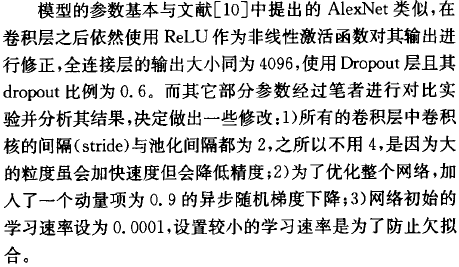 模型的参数基本与文献[10]中提出的 AlexNet 类似,在
卷积层之后依然使用 ReLU 作为非线性激活函数对其输出进
行修正,全连接层的输出大小同为 4096,使用 Dropout 层且其
dropout 比例为 0.6。而其它部分参数经过笔者进行对比实
验并分析其结果,决定做出一些修改:1)所有的卷积层中卷积
核的间隔(stride)与池化间隔都为 2,之所以不用 4,是因为大
的粒度虽会加快速度但会降低精度;2)为了优化整个网络,加
入了一个动量项为 0.9 的异步随机梯度下降;3)网络初始的
学习速率设为 0.0001,设置较小的学习速率是为了防止欠拟
合。